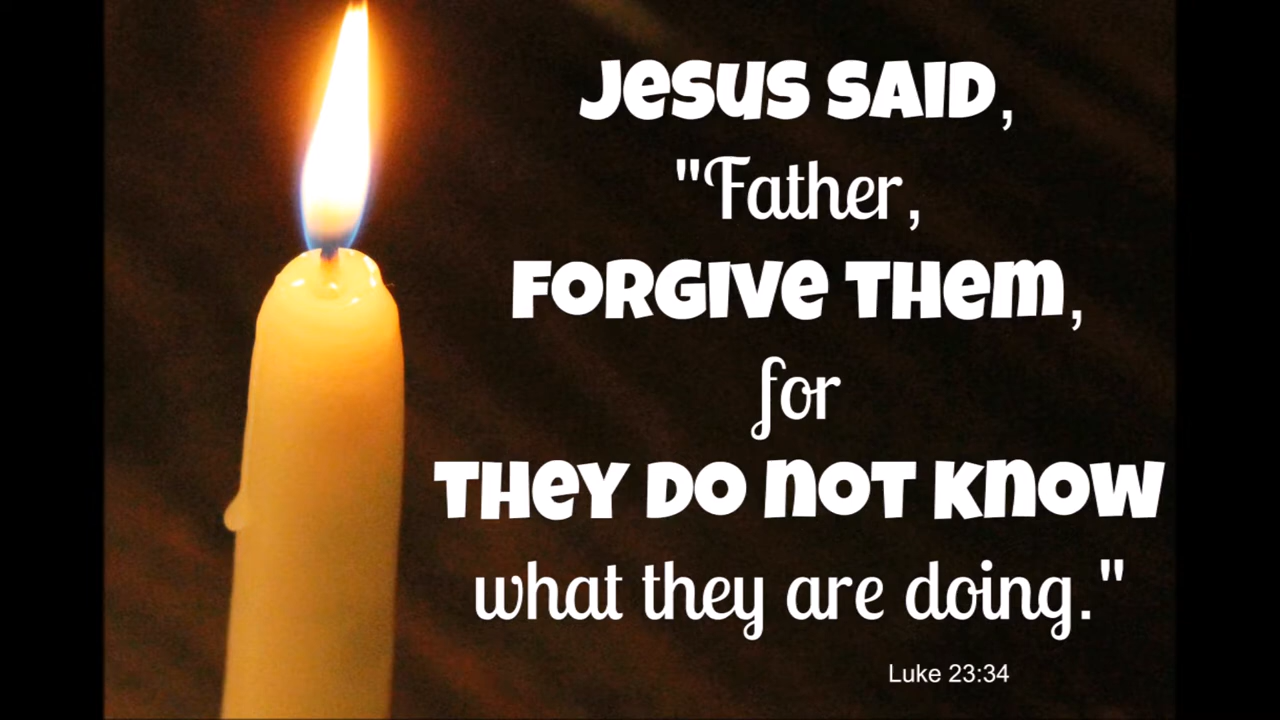 Jesus said,
"Father,
Forgive them,
for
they do not know
what they are doing."
Luke 23:34